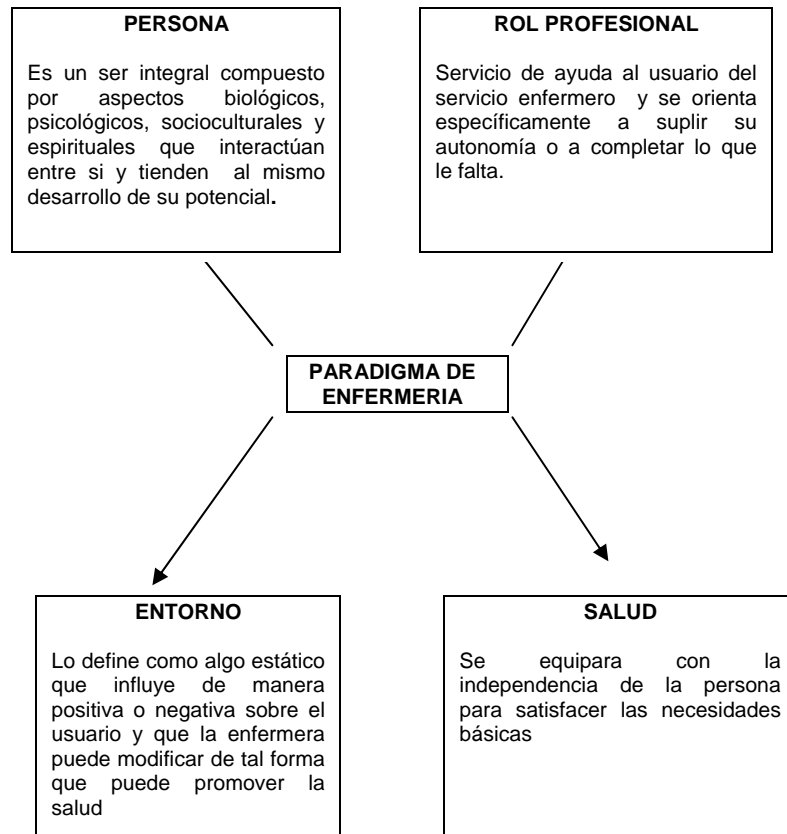 PERSONA
Es un ser integral compuesto
por aspectos biológicos,
psicológicos, socioculturales y
espirituales que interactúan
entre si y tienden al mismo
desarrollo de su potencial.
ROL PROFESIONAL
Servicio de ayuda al usuario del
servicio enfermero y se orienta
específicamente a suplir su
autonomía o a completar lo que
le falta.
PARADIGMA DE
ENFERMERIA
ENTORNO
Lo define como algo estático
que influye de manera
positiva o negativa sobre el
usuario y que la enfermera
puede modificar de tal forma
que puede promover la
salud
SALUD
Se equipara con la
independencia de la persona
para satisfacer las necesidades
básicas